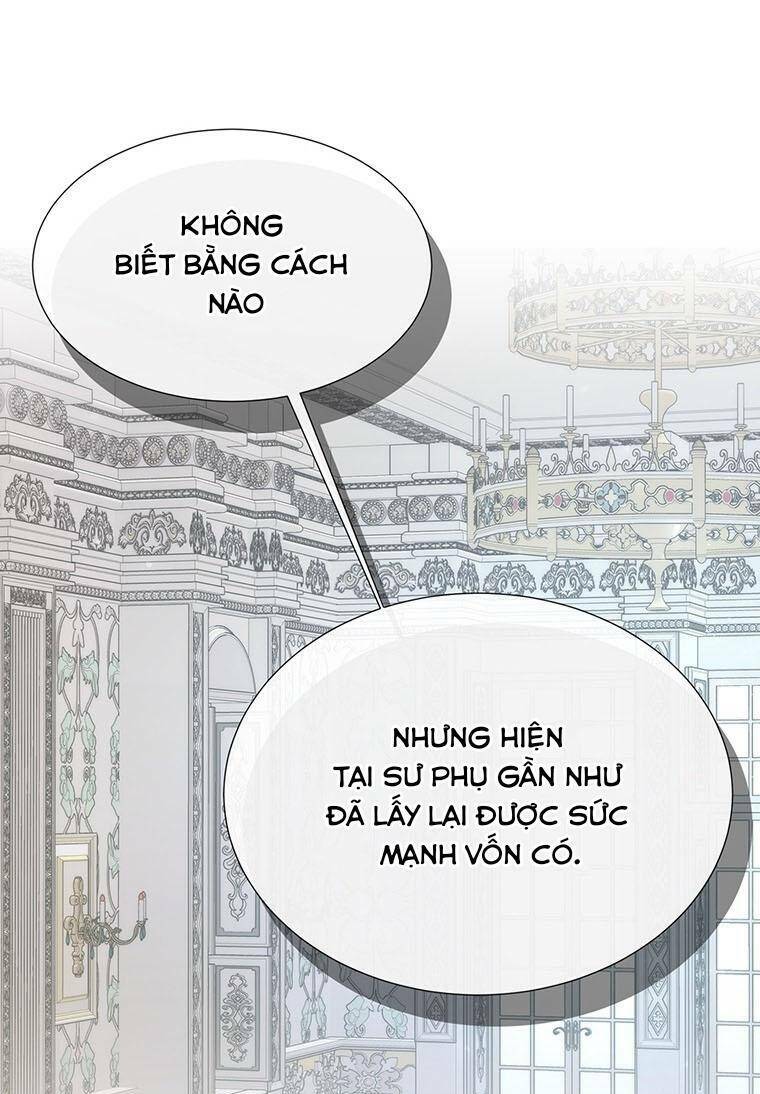 KHÔNG
BIẾT BẰNG CÁCH
NÀO
NHƯNG HIỆN
TẠI SƯ PHỤ GẦN NHƯ
ĐÃ LẤY LẠI ĐƯỢC SỨC
MẠNH VỐN CÓ.